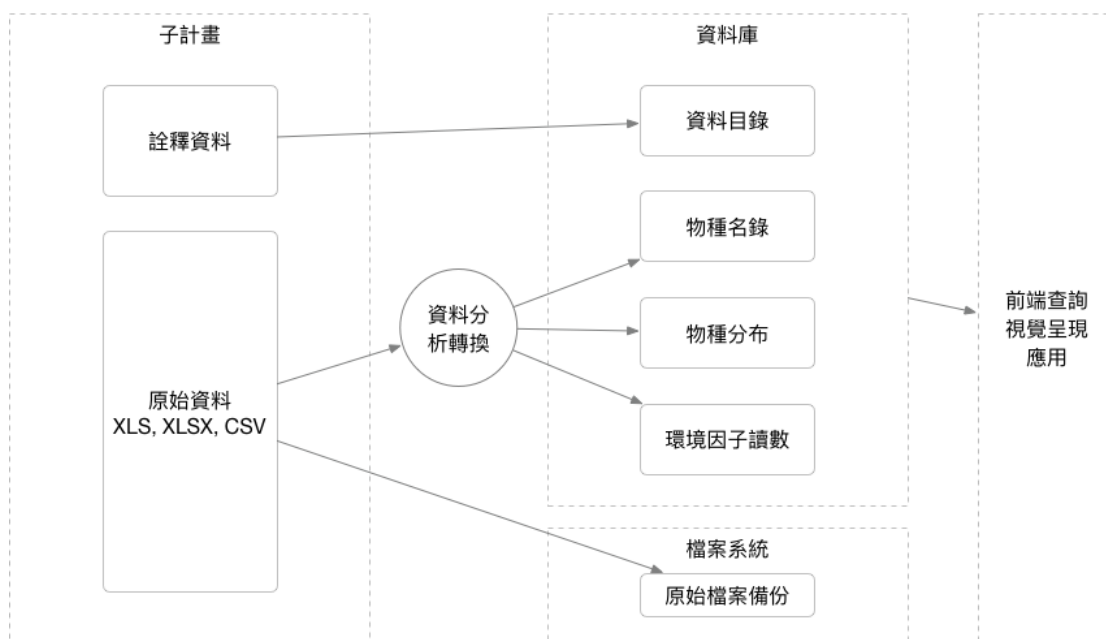 子計畫
詮釋資料
原始資料
XLS, XLSX, CSV
資料分
析轉換
資料庫
資料目錄
物種名錄
物種分布
環境因子讀數
檔案系統
原始檔案備份
前端查詢
視覺呈現
應用